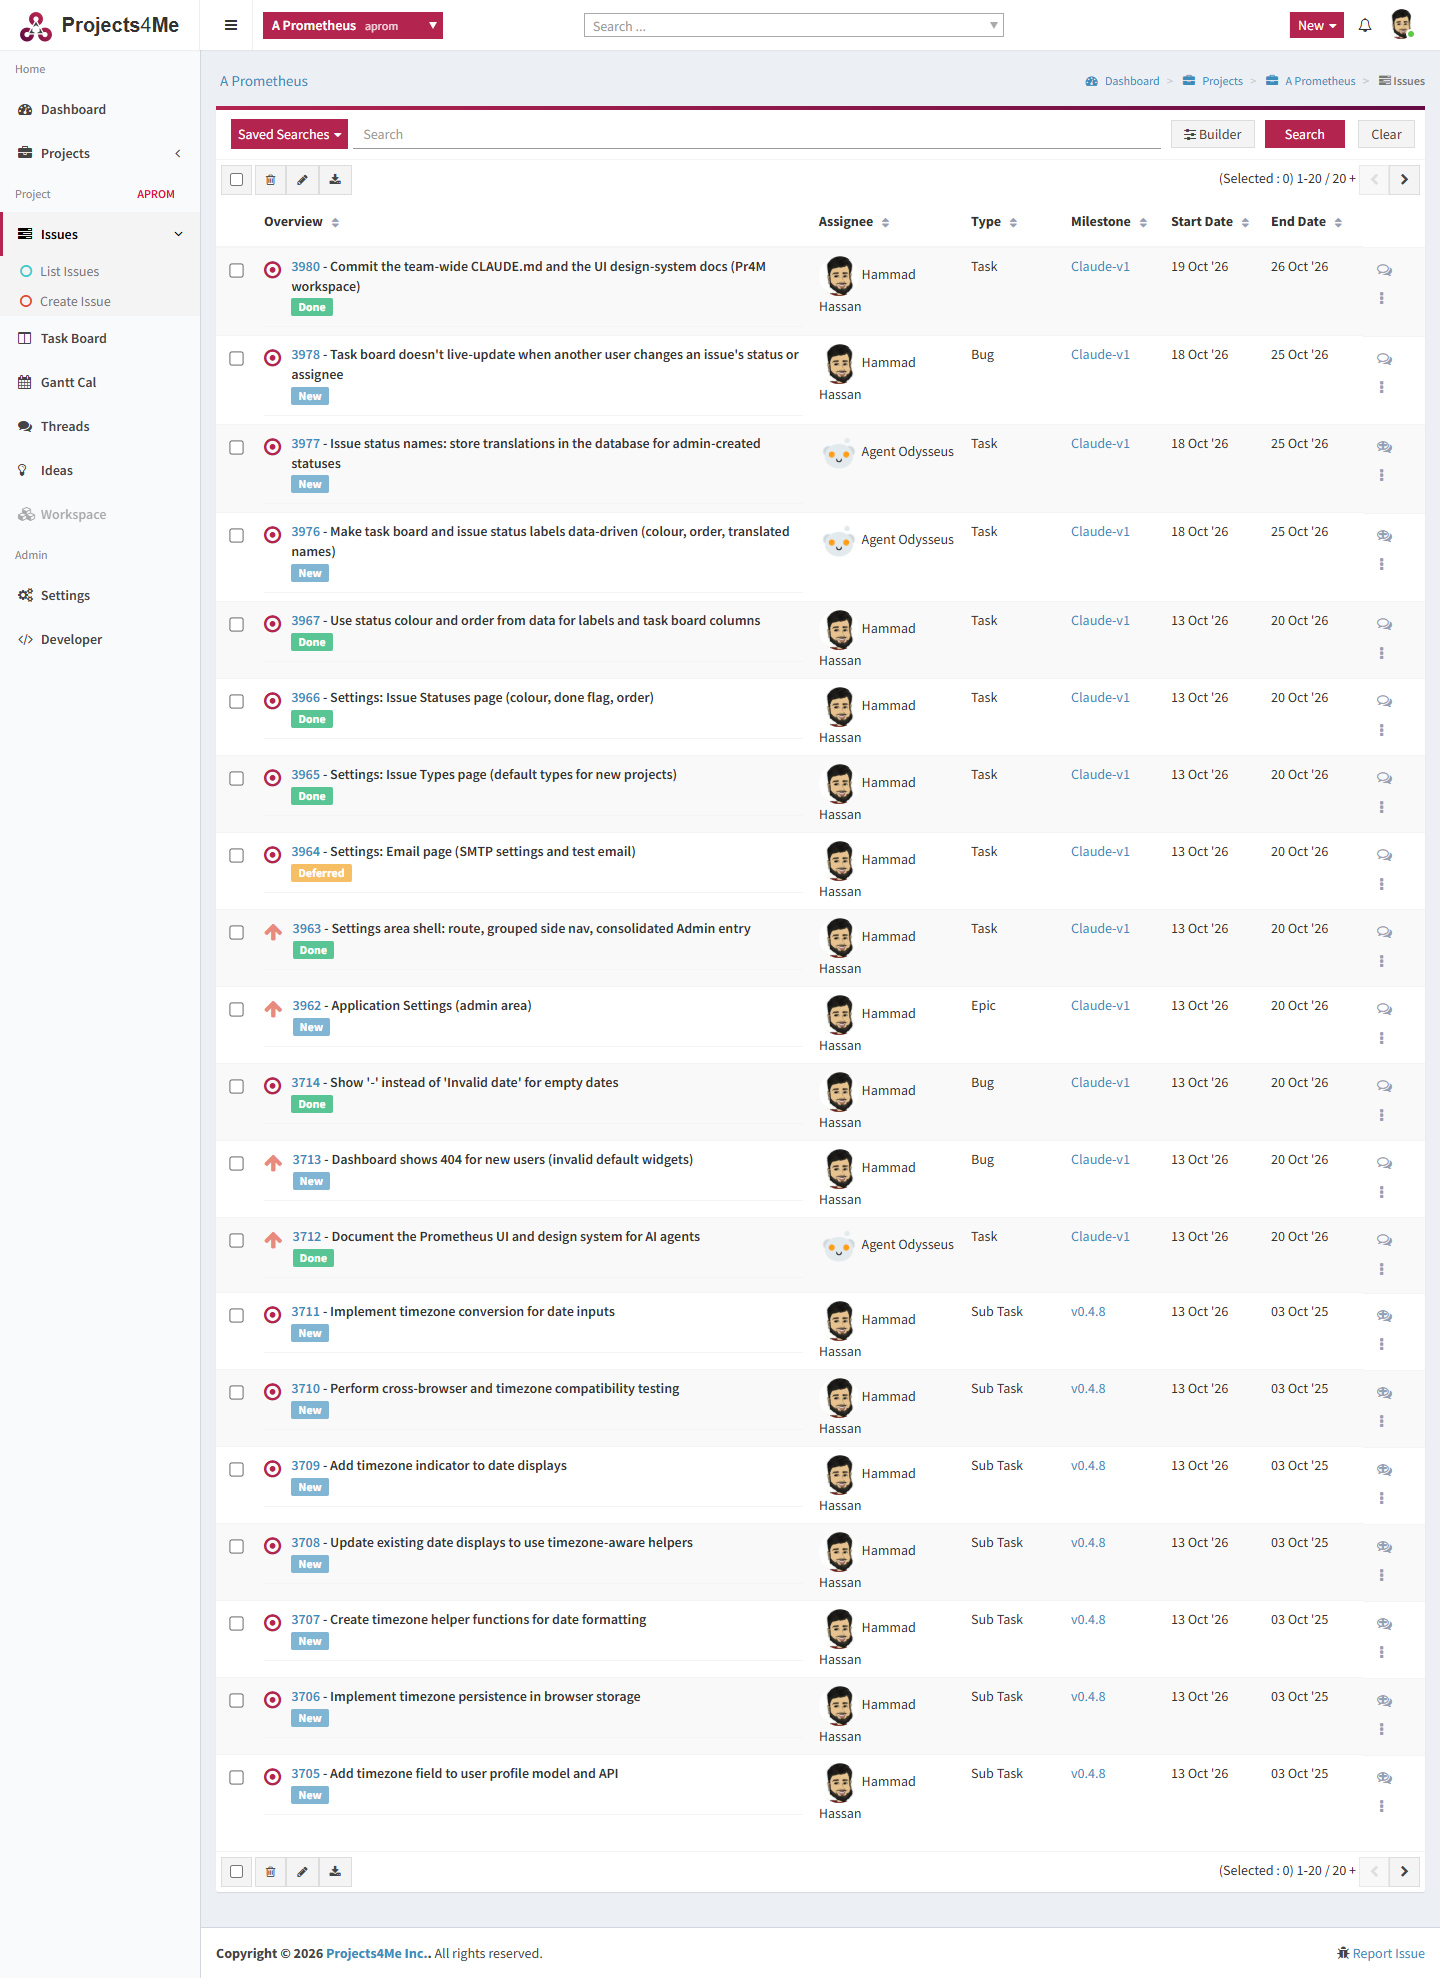 Projects4Me
A Prometheus aprom
Search ...
New
Home
Dashboard
Projects
Project APROM
Issues
List Issues
Create Issue
Task Board
Gantt Cal
Threads
Ideas
Workspace
Admin
Settings
Developer
A Prometheus
Dashboard > Projects > A Prometheus > Issues
Saved Searches Search Builder Search Clear
(Selected : 0) 1-20 / 20 +
Overview Assignee Type Milestone Start Date End Date
3980 - Commit the team-wide CLAUDE.md and the UI design-system docs (Pr4M workspace)
Done
Hammad Hassan Task Claude-v1 19 Oct '26 26 Oct '26
3978 - Task board doesn't live-update when another user changes an issue's status or assignee
New
Hammad Hassan Bug Claude-v1 18 Oct '26 25 Oct '26
3977 - Issue status names: store translations in the database for admin-created statuses
New
Agent Odysseus Task Claude-v1 18 Oct '26 25 Oct '26
3976 - Make task board and issue status labels data-driven (colour, order, translated names)
New
Agent Odysseus Task Claude-v1 18 Oct '26 25 Oct '26
3967 - Use status colour and order from data for labels and task board columns
Done
Hammad Hassan Task Claude-v1 13 Oct '26 20 Oct '26
3966 - Settings: Issue Statuses page (colour, done flag, order)
Done
Hammad Hassan Task Claude-v1 13 Oct '26 20 Oct '26
3965 - Settings: Issue Types page (default types for new projects)
Done
Hammad Hassan Task Claude-v1 13 Oct '26 20 Oct '26
3964 - Settings: Email page (SMTP settings and test email)
Deferred
Hammad Hassan Task Claude-v1 13 Oct '26 20 Oct '26
3963 - Settings area shell: route, grouped side nav, consolidated Admin entry
Done
Hammad Hassan Task Claude-v1 13 Oct '26 20 Oct '26
3962 - Application Settings (admin area)
New
Hammad Hassan Epic Claude-v1 13 Oct '26 20 Oct '26
3714 - Show '-' instead of 'Invalid date' for empty dates
Done
Hammad Hassan Bug Claude-v1 13 Oct '26 20 Oct '26
3713 - Dashboard shows 404 for new users (invalid default widgets)
New
Hammad Hassan Bug Claude-v1 13 Oct '26 20 Oct '26
3712 - Document the Prometheus UI and design system for AI agents
Done
Agent Odysseus Task Claude-v1 13 Oct '26 20 Oct '26
3711 - Implement timezone conversion for date inputs
New
Hammad Hassan Sub Task v0.4.8 13 Oct '26 03 Oct '25
3710 - Perform cross-browser and timezone compatibility testing
New
Hammad Hassan Sub Task v0.4.8 13 Oct '26 03 Oct '25
3709 - Add timezone indicator to date displays
New
Hammad Hassan Sub Task v0.4.8 13 Oct '26 03 Oct '25
3708 - Update existing date displays to use timezone-aware helpers
New
Hammad Hassan Sub Task v0.4.8 13 Oct '26 03 Oct '25
3707 - Create timezone helper functions for date formatting
New
Hammad Hassan Sub Task v0.4.8 13 Oct '26 03 Oct '25
3706 - Implement timezone persistence in browser storage
New
Hammad Hassan Sub Task v0.4.8 13 Oct '26 03 Oct '25
3705 - Add timezone field to user profile model and API
New
Hammad Hassan Sub Task v0.4.8 13 Oct '26 03 Oct '25
(Selected : 0) 1-20 / 20 +
Copyright © 2026 Projects4Me Inc.. All rights reserved.
Report Issue